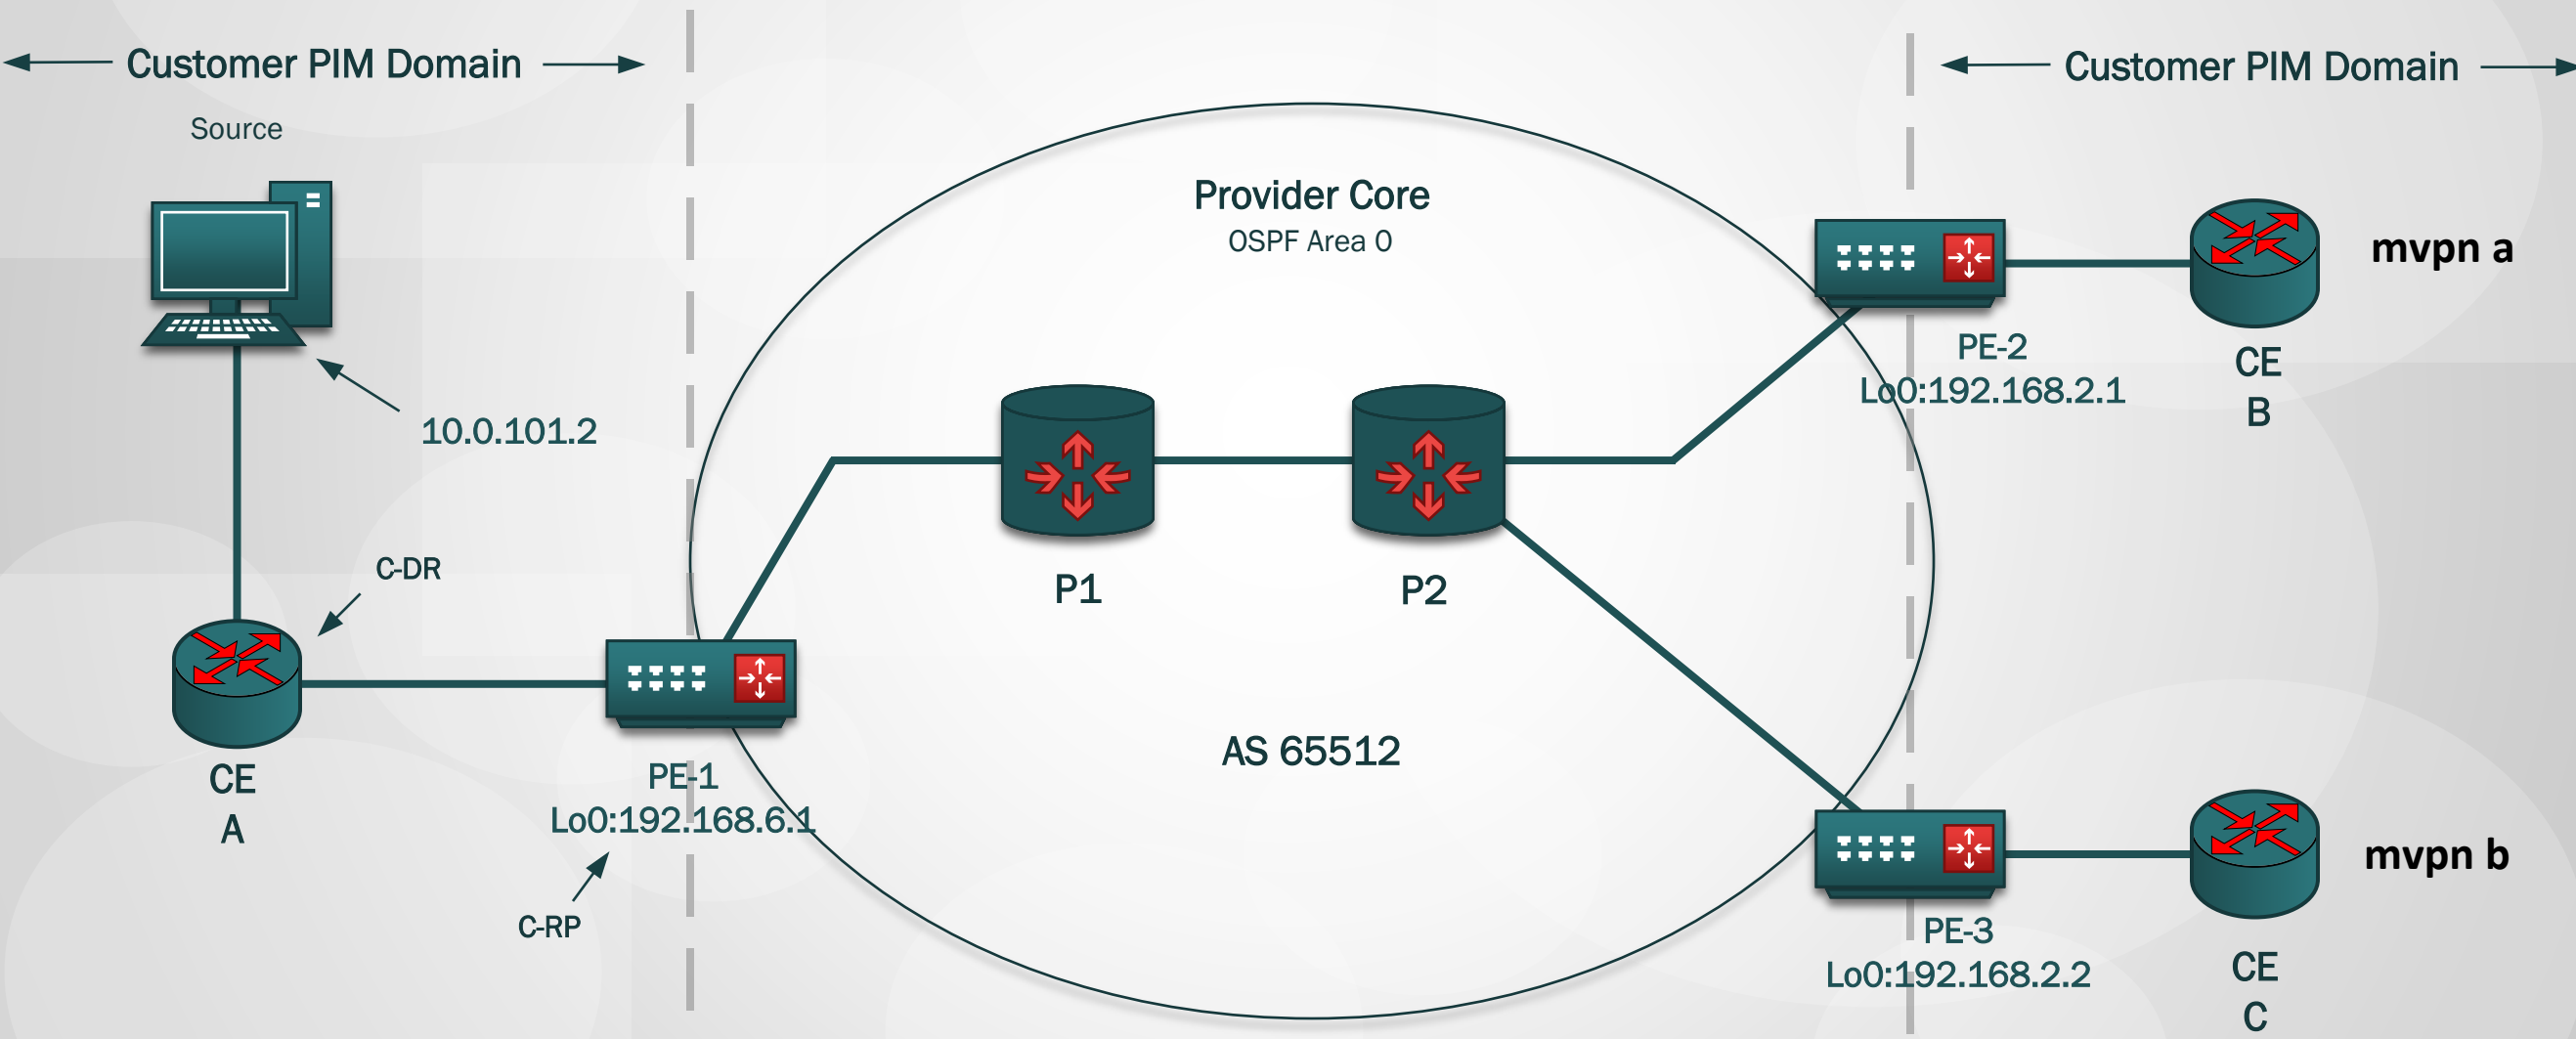 Customer PIM Domain
Customer PIM Domain
Source
Provider Core
OSPF Area 0
mvpn a
PE-2
Lo0:192.168.2.1
CE
B
10.0.101.2
C-DR
P1
P2
AS 65512
CE
A
PE-1
Lo0:192.168.6.1
C-RP
mvpn b
PE-3
Lo0:192.168.2.2
CE
C